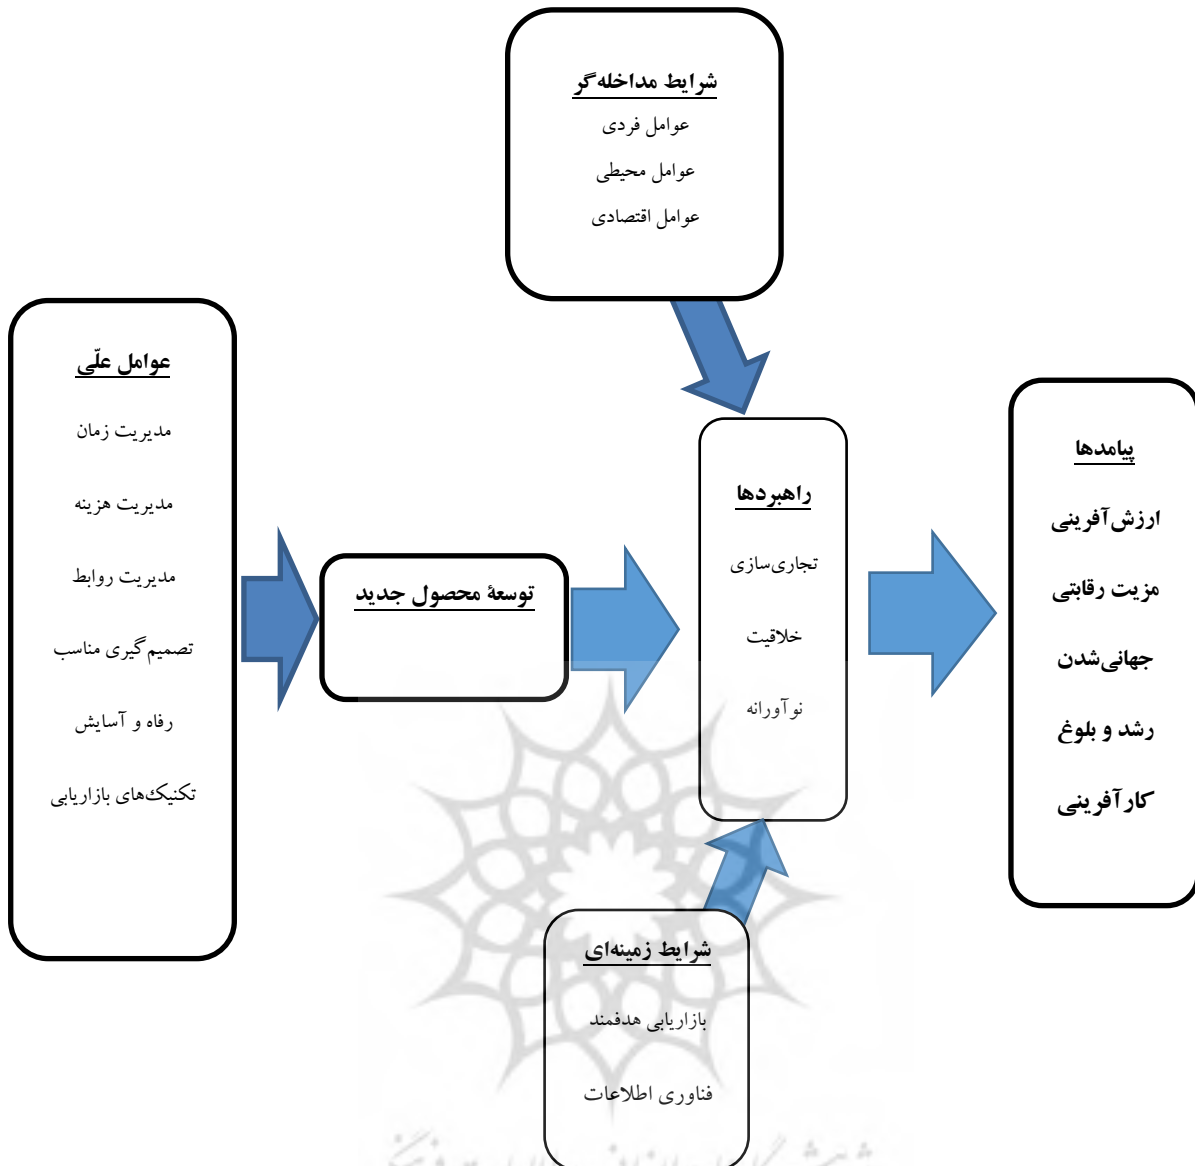 شرایط مداخله‌گر
عوامل فردی
عوامل محیطی
عوامل اقتصادی
عوامل علّی
مدیریت زمان
مدیریت هزینه
مدیریت روابط
تصمیم‌گیری مناسب
رفاه و آسایش
تکنیک‌های بازاریابی
توسعهٔ محصول جدید
راهبردها
تجاری‌سازی
خلاقیت
نوآورانه
پیامدها
ارزش‌آفرینی
مزیت رقابتی
جهانی‌شدن
رشد و بلوغ
کارآفرینی
شرایط زمینه‌ای
بازاریابی هدفمند
فناوری اطلاعات